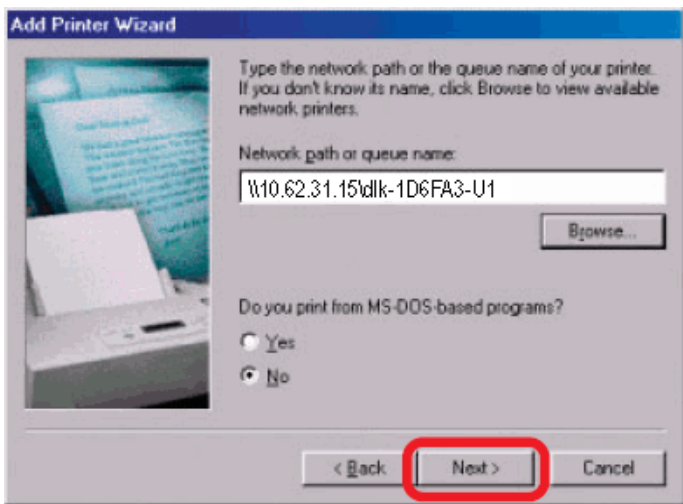 Add Printer Wizard
Type the network path or the queue name of your printer.
If you don't know its name, click Browse to view available
network printers.
Network path or queue name:
\\10.62.31.15\dlk-1D6FA3-U1
Browse...
Do you print from MS-DOS-based programs?
Yes
No
< Back
Next >
Cancel